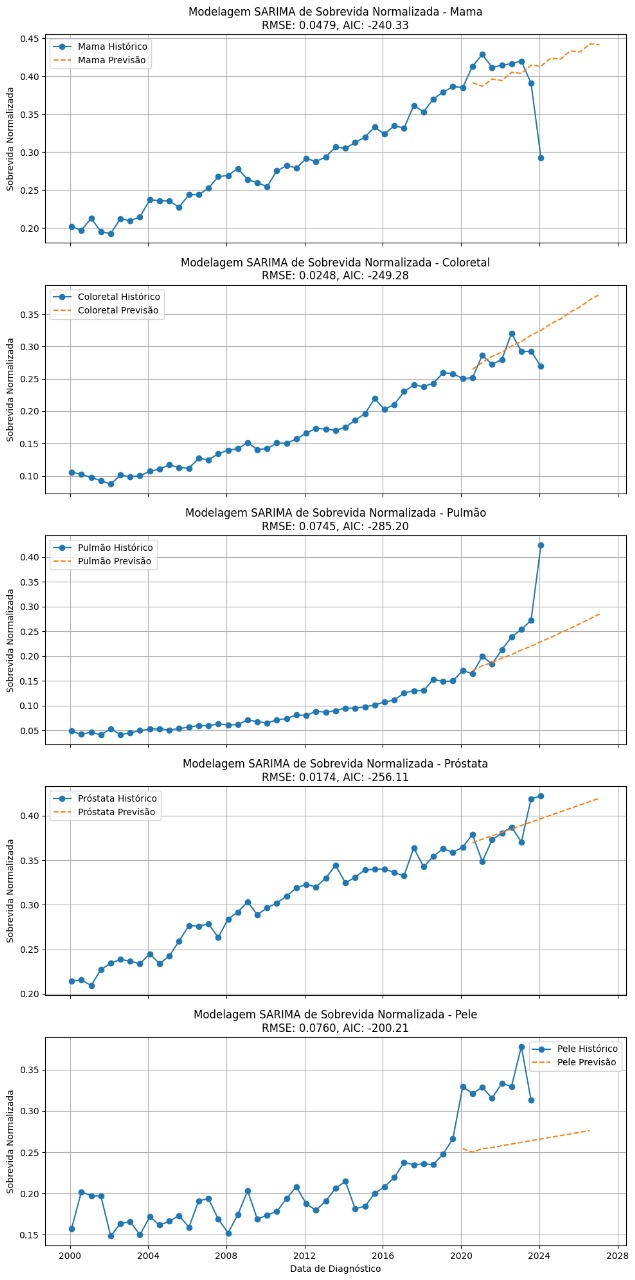 Modelagem SARIMA de Sobrevida Normalizada - Mama
RMSE: 0.0479, AIC: -240.33
Mama Histórico
Mama Previsão
Sobrevida Normalizada
0.45
0.40
0.35
0.30
0.25
0.20
Modelagem SARIMA de Sobrevida Normalizada - Coloretal
RMSE: 0.0248, AIC: -249.28
Coloretal Histórico
Coloretal Previsão
Sobrevida Normalizada
0.35
0.30
0.25
0.20
0.15
0.10
Modelagem SARIMA de Sobrevida Normalizada - Pulmão
RMSE: 0.0745, AIC: -285.20
Pulmão Histórico
Pulmão Previsão
Sobrevida Normalizada
0.40
0.35
0.30
0.25
0.20
0.15
0.10
0.05
Modelagem SARIMA de Sobrevida Normalizada - Próstata
RMSE: 0.0174, AIC: -256.11
Próstata Histórico
Próstata Previsão
Sobrevida Normalizada
0.40
0.35
0.30
0.25
0.20
Modelagem SARIMA de Sobrevida Normalizada - Pele
RMSE: 0.0760, AIC: -200.21
Pele Histórico
Pele Previsão
Sobrevida Normalizada
0.35
0.30
0.25
0.20
0.15
2000 2004 2008 2012 2016 2020 2024 2028
Data de Diagnóstico